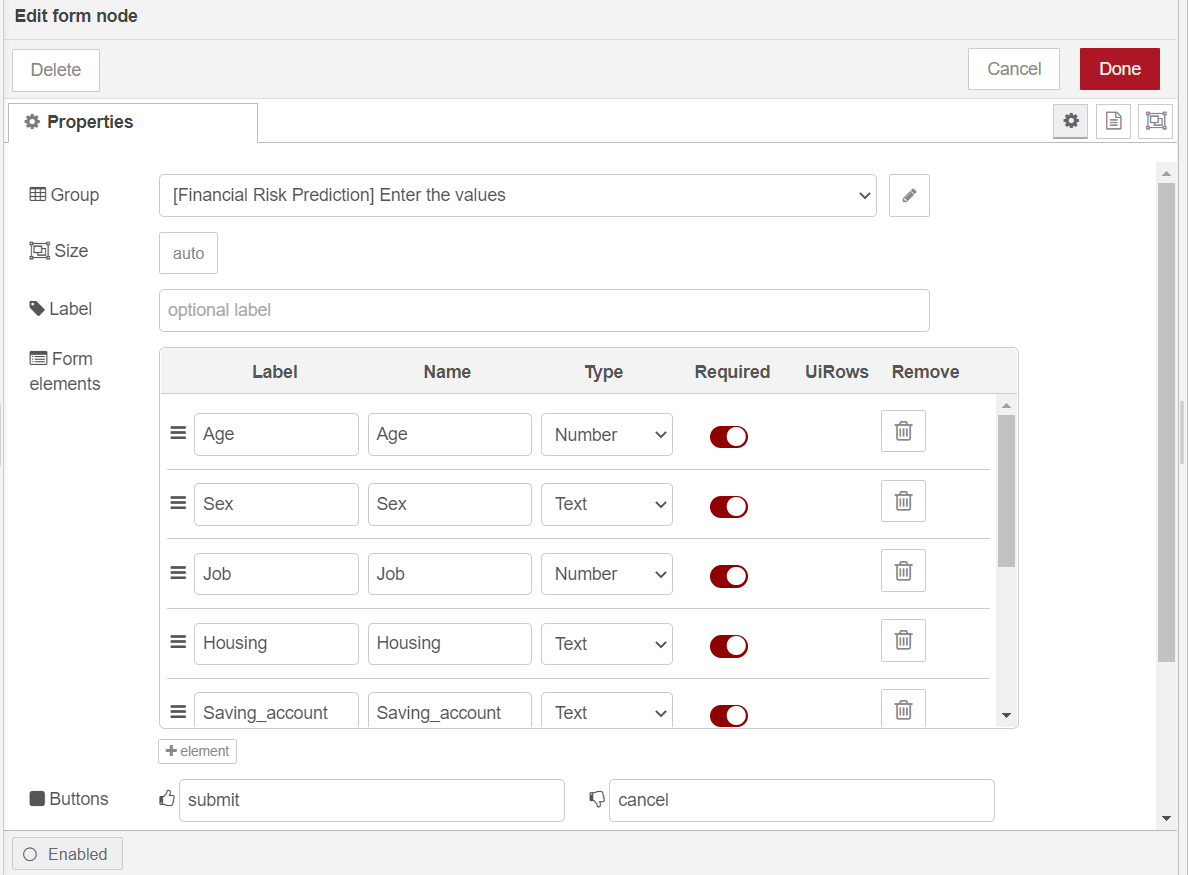 Edit form node
Delete
Cancel
Done
Properties
Group
[Financial Risk Prediction] Enter the values
Size
auto
Label
optional label
Form elements
Label Name Type Required UiRows Remove
Age Age Number
Sex Sex Text
Job Job Number
Housing Housing Text
Saving_account Saving_account Text
element
Buttons
submit
cancel
Enabled